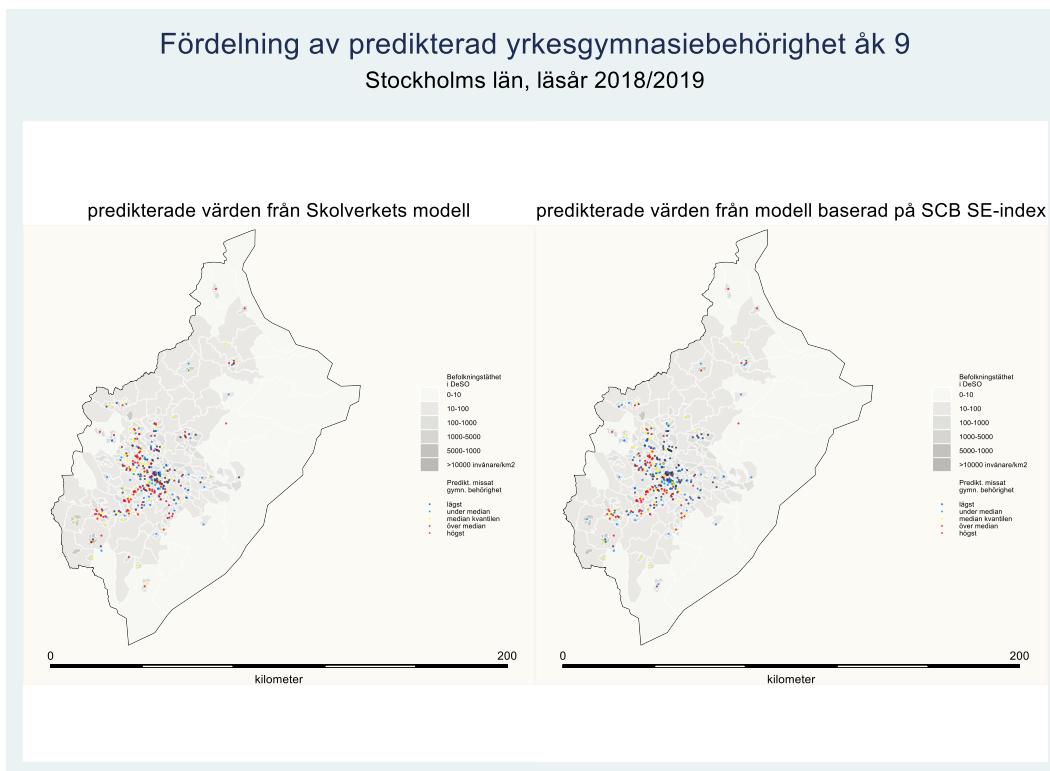 Fördelning av predikterad yrkesgymnasiebehörighet åk 9
Stockholms län, läsår 2018/2019
predikterade värden från Skolverkets modell
Befolkningstäthet
i DeSO
0-10
10-100
100-1000
1000-5000
5000-1000
>10000 invånare/km2
Predikt. missat
gymn. behörighet
lägst
under median
median kvantilen
över median
högst
0
200
kilometer
predikterade värden från modell baserad på SCB SE-index
Befolkningstäthet
i DeSO
0-10
10-100
100-1000
1000-5000
5000-1000
>10000 invånare/km2
Predikt. missat
gymn. behörighet
lägst
under median
median kvantilen
över median
högst
0
200
kilometer